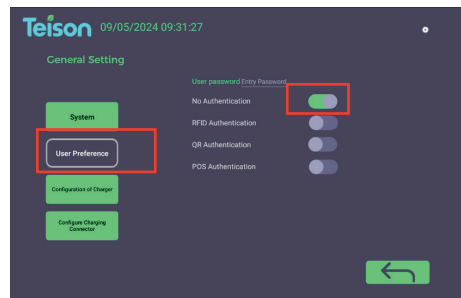 Teison 09/05/2024 09:31:27
General Setting
User password Entry Password
No Authentication
System
RFID Authentication
User Preference
QR Authentication
POS Authentication
Configuration of Charger
Configure Charging
Connector